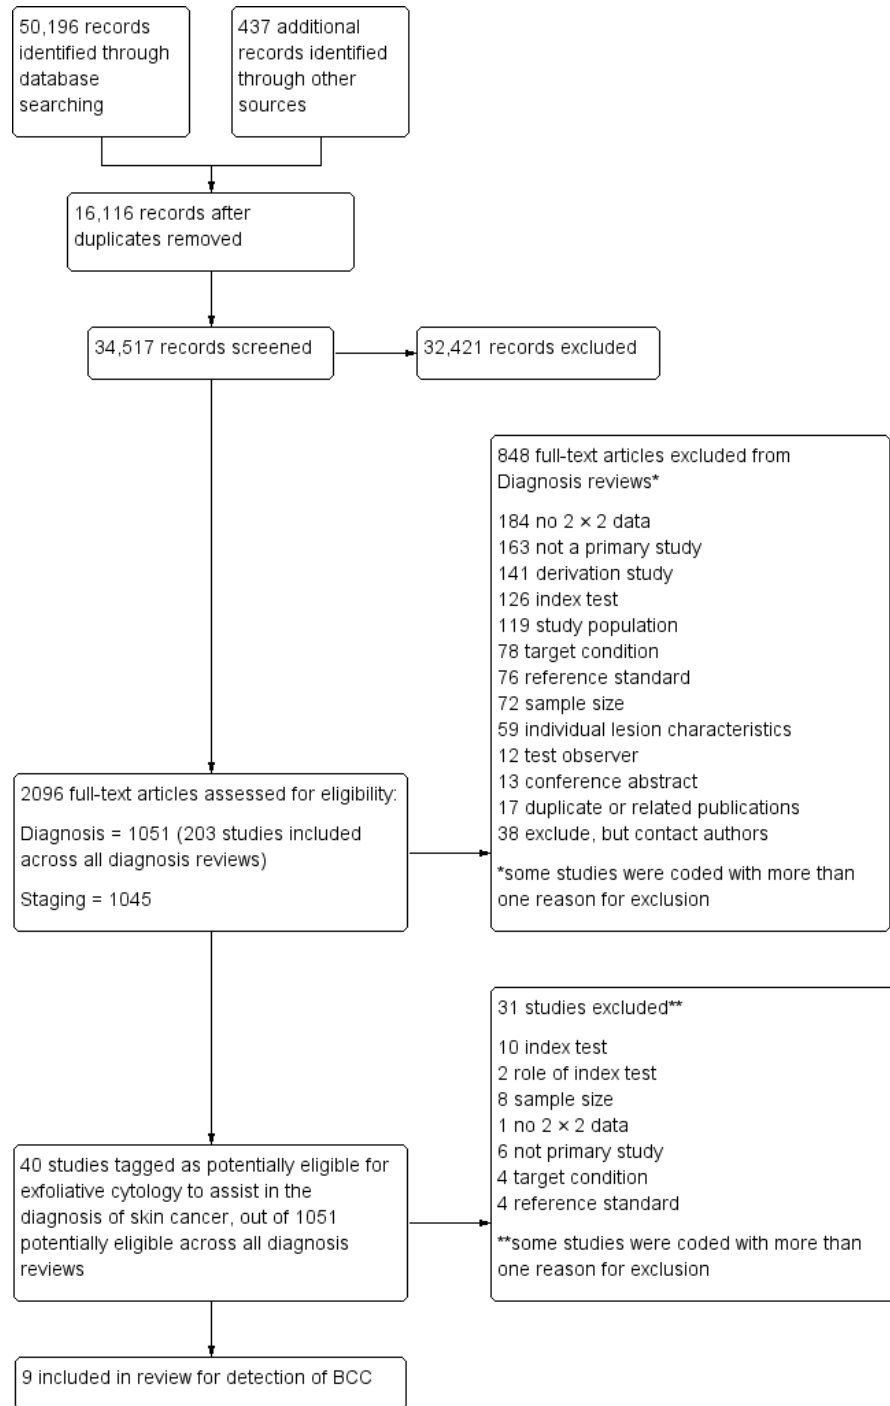 50,196 records
identified through
database
searching
437 additional
records identified
through other
sources
16,116 records after
duplicates removed
34,517 records screened
32,421 records excluded
848 full-text articles excluded from
Diagnosis reviews*
184 no 2 × 2 data
163 not a primary study
141 derivation study
126 index test
119 study population
78 target condition
76 reference standard
72 sample size
59 individual lesion characteristics
12 test observer
13 conference abstract
17 duplicate or related publications
38 exclude, but contact authors
*some studies were coded with more than
one reason for exclusion
2096 full-text articles assessed for eligibility:
Diagnosis = 1051 (203 studies included
across all diagnosis reviews)
Staging = 1045
31 studies excluded**
10 index test
2 role of index test
8 sample size
1 no 2 × 2 data
6 not primary study
4 target condition
4 reference standard
**some studies were coded with more than
one reason for exclusion
40 studies tagged as potentially eligible for
exfoliative cytology to assist in the
diagnosis of skin cancer, out of 1051
potentially eligible across all diagnosis
reviews
9 included in review for detection of BCC